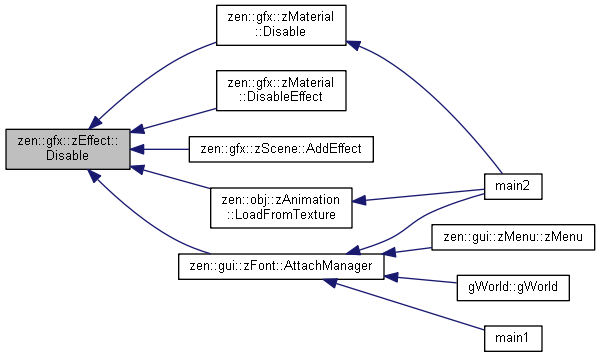 zen::gfx::zMaterial
::Disable
zen::gfx::zMaterial
::DisableEffect
zen::gfx::zEffect::
Disable
zen::gfx::zScene::AddEffect
main2
zen::obj::zAnimation
::LoadFromTexture
zen::gui::zMenu::zMenu
zen::gui::zFont::AttachManager
gWorld::gWorld
main1